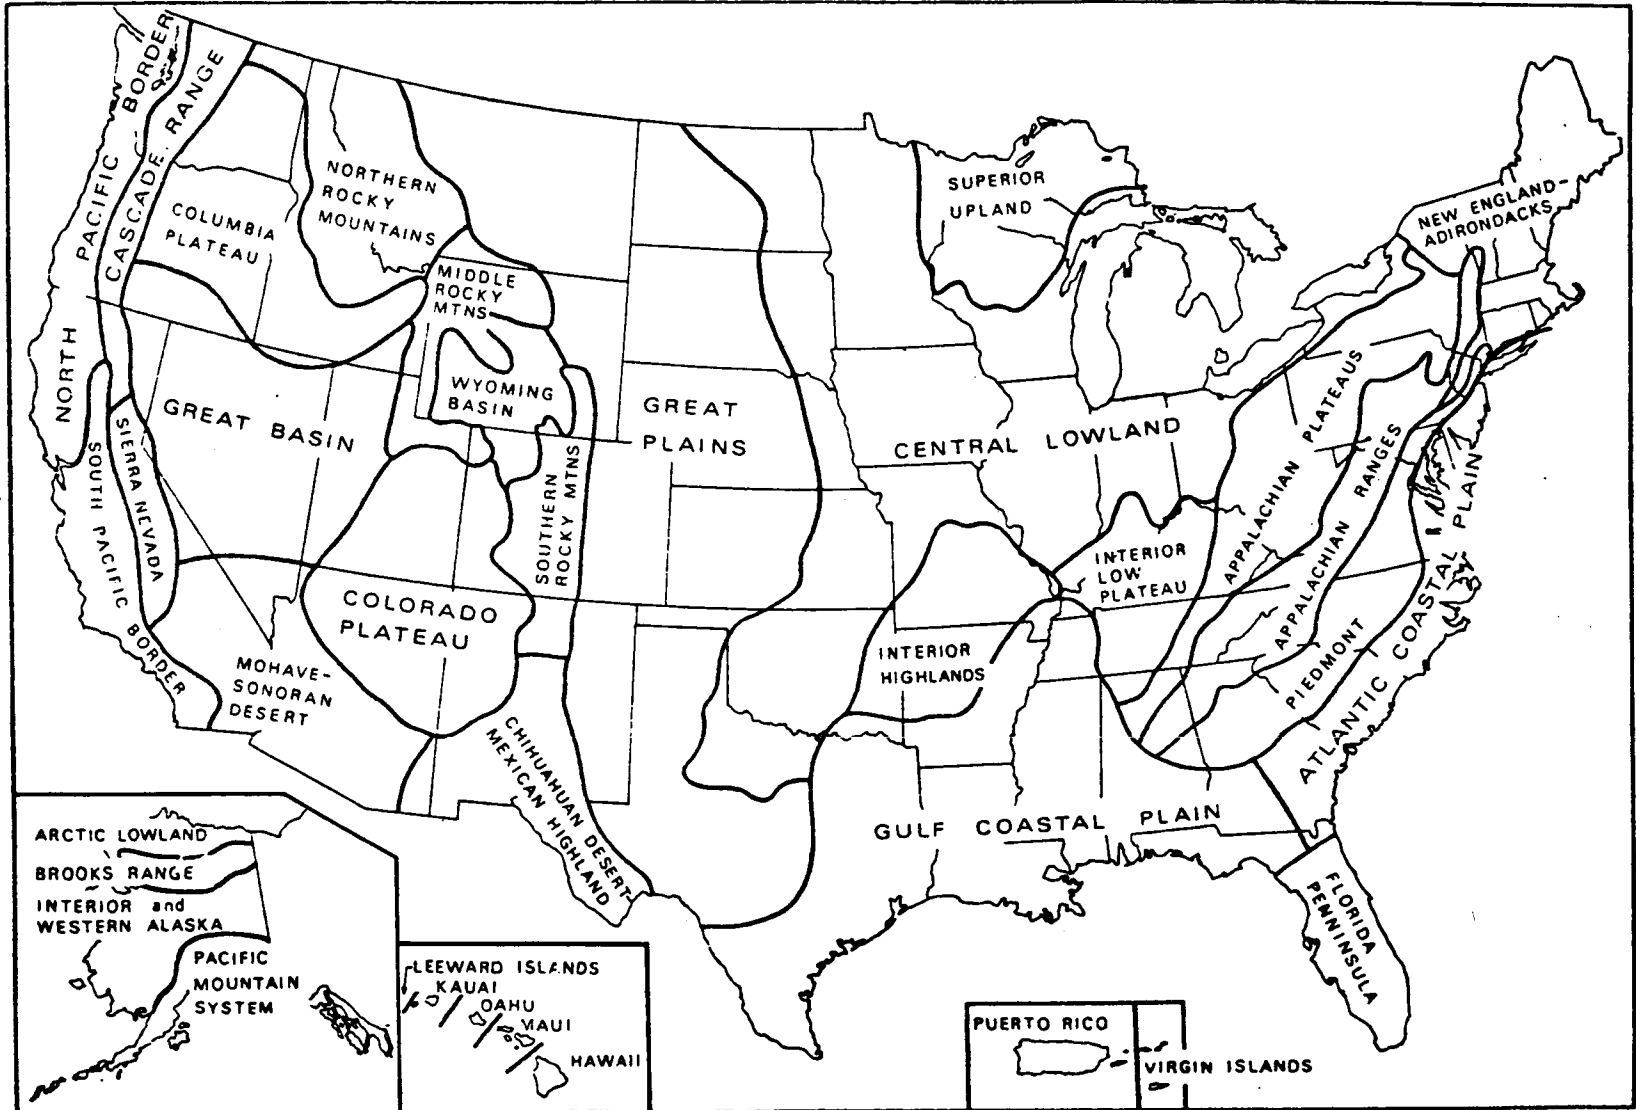 NORTH PACIFIC BORDER
CASCADE RANGE
COLUMBIA
PLATEAU
NORTHERN
ROCKY
MOUNTAINS
MIDDLE
ROCKY
MTNS
WYOMING
BASIN
GREAT BASIN
SIERRA NEVADA
SOUTH PACIFIC BORDER
MOHAVE-
SONORAN
DESERT
COLORADO
PLATEAU
SOUTHERN
ROCKY MTNS
CHIHUAHUAN DESERT-
MEXICAN HIGHLAND
GREAT
PLAINS
SUPERIOR
UPLAND
CENTRAL LOWLAND
INTERIOR
LOW
PLATEAU
INTERIOR
HIGHLANDS
GULF COASTAL PLAIN
NEW ENGLAND-
ADIRONDACKS
APPALACHIAN PLATEAUS
APPALACHIAN RANGES
PIEDMONT
ATLANTIC COASTAL PLAIN
FLORIDA
PENNINSULA
ARCTIC LOWLAND
BROOKS RANGE
INTERIOR and
WESTERN ALASKA
PACIFIC
MOUNTAIN
SYSTEM
LEEWARD ISLANDS
KAUAI
OAHU
MAUI
HAWAII
PUERTO RICO
VIRGIN ISLANDS